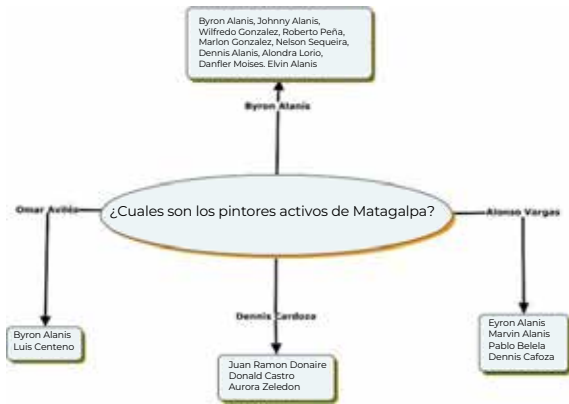 Byron Alanis, Johnny Alanis,
Wilfredo Gonzalez, Roberto Peña,
Marlon Gonzalez, Nelson Sequeira,
Dennis Alanis, Alondra Lorio,
Danfler Moises. Elvin Alanis
Byron Alanis
¿Cuales son los pintores activos de Matagalpa?
Omar Avilés
Alonso Vargas
Dennis Cardoza
Byron Alanis
Luis Centeno
Juan Ramon Donaire
Donald Castro
Aurora Zeledon
Eyron Alanis
Marvin Alanis
Pablo Belela
Dennis Cafoza